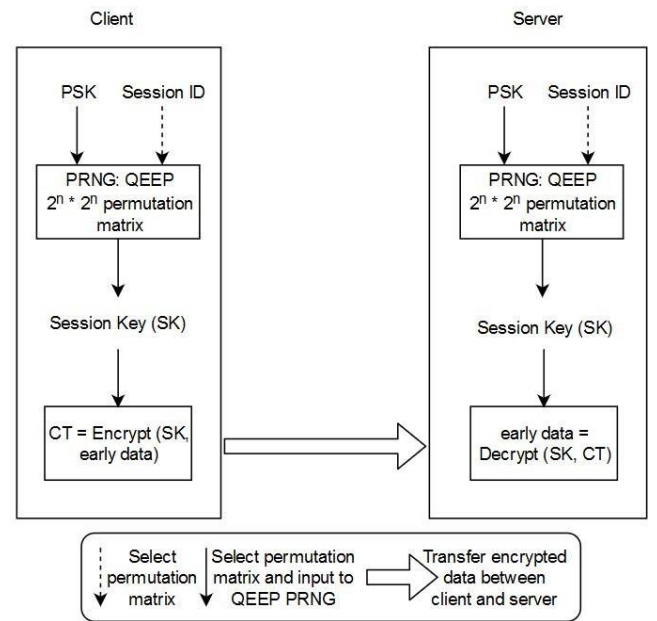 Client
Server
PSK
Session ID
PRNG: QEEP
2ⁿ * 2ⁿ permutation
matrix
Session Key (SK)
CT = Encrypt (SK,
early data)
PSK
Session ID
PRNG: QEEP
2ⁿ * 2ⁿ permutation
matrix
Session Key (SK)
early data =
Decrypt (SK, CT)
Select
permutation
matrix
Select permutation
matrix and input to
QEEP PRNG
Transfer encrypted
data between
client and server